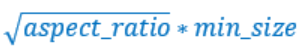 √aspect_ratio * min_size